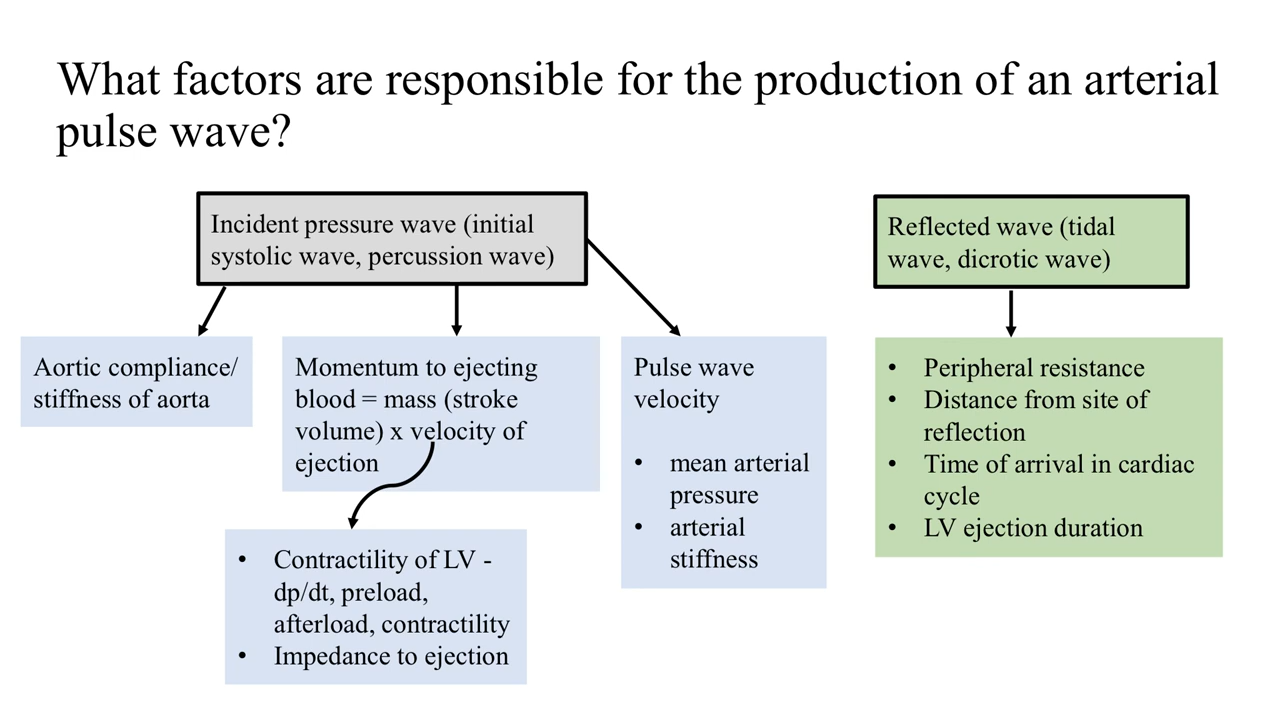 What factors are responsible for the production of an arterial
pulse wave?
Incident pressure wave (initial
systolic wave, percussion wave)
Reflected wave (tidal
wave, dicrotic wave)
Aortic compliance/
stiffness of aorta
Momentum to ejecting
blood = mass (stroke
volume) x velocity of
ejection
• Contractility of LV -
dp/dt, preload,
afterload, contractility
• Impedance to ejection
Pulse wave
velocity
• mean arterial
pressure
• arterial
stiffness
• Peripheral resistance
• Distance from site of
reflection
• Time of arrival in cardiac
cycle
• LV ejection duration